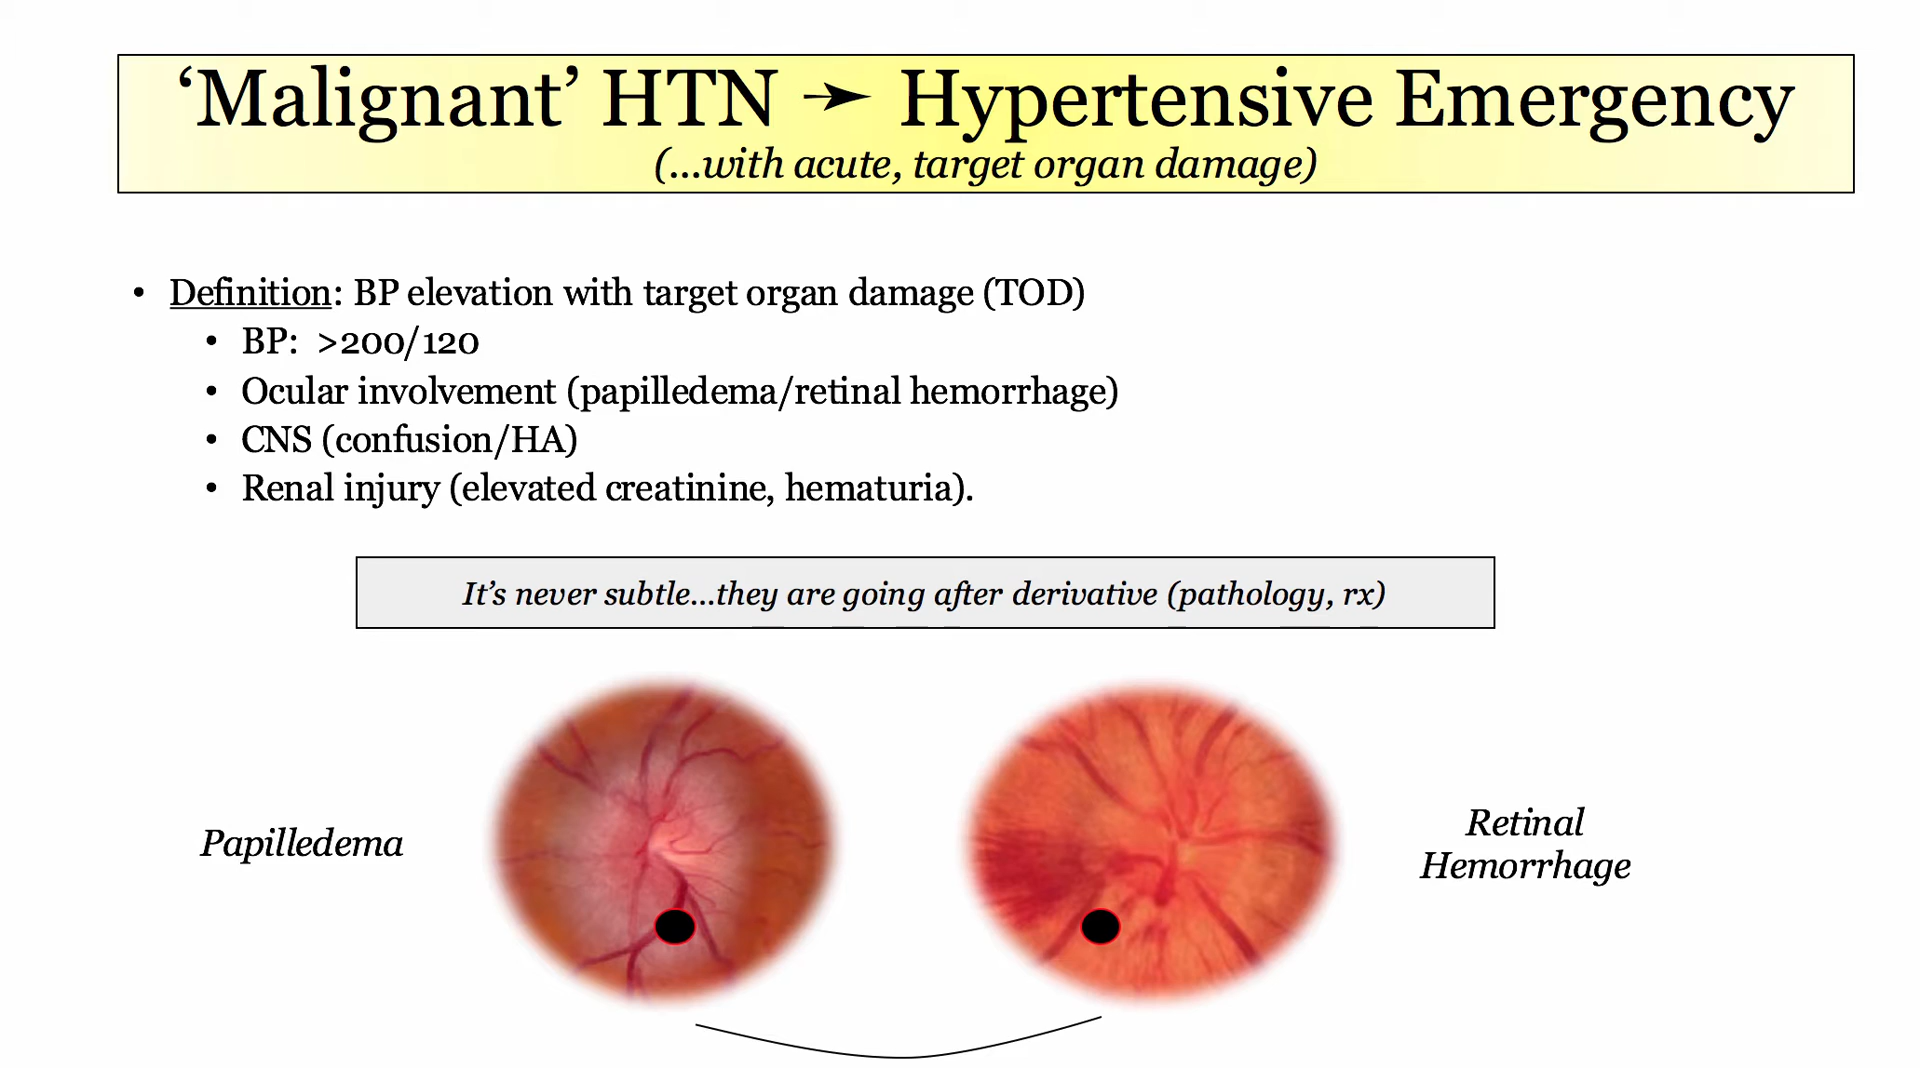 ‘Malignant’ HTN ➛ Hypertensive Emergency
(…with acute, target organ damage)
• Definition: BP elevation with target organ damage (TOD)
• BP:  >200/120
• Ocular involvement (papilledema/retinal hemorrhage)
• CNS (confusion/HA)
• Renal injury (elevated creatinine, hematuria).
It’s never subtle…they are going after derivative (pathology, rx)
Papilledema
Retinal
Hemorrhage